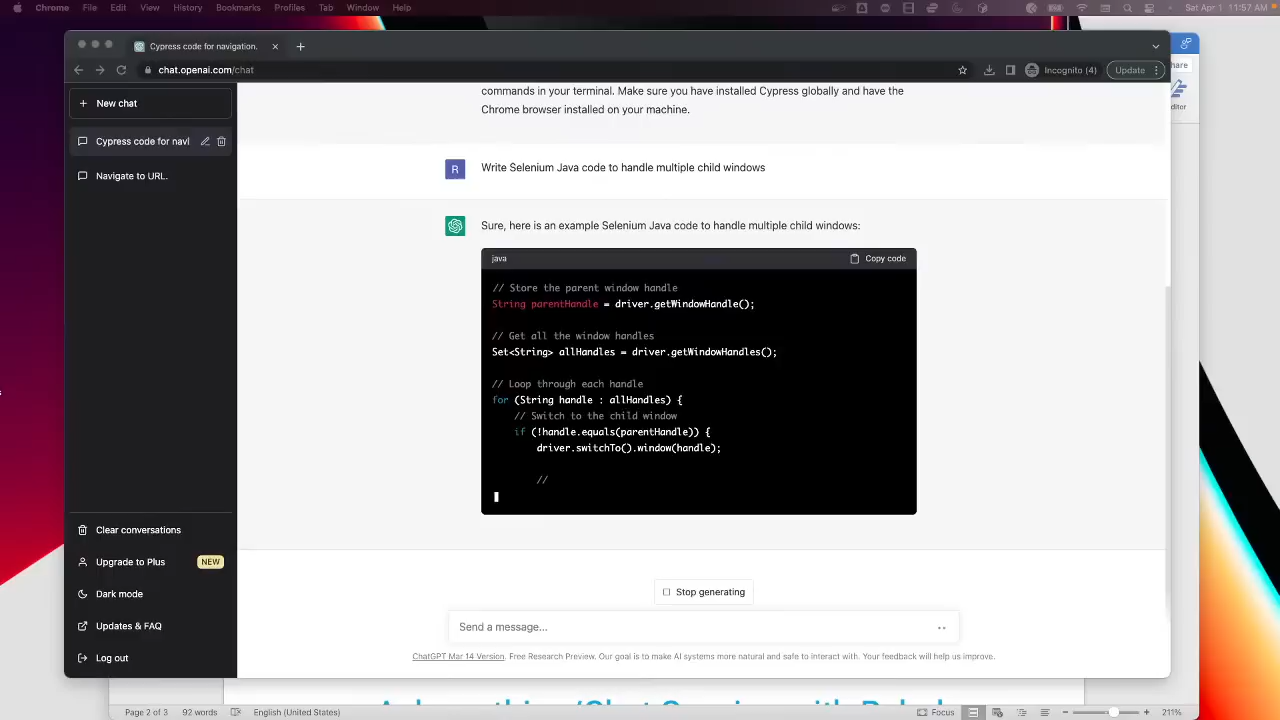 Chrome File Edit View History Bookmarks Profiles Tab Window Help
Sat Apr 1 11:57 AM
Cypress code for navigation.
chat.openai.com/chat
Incognito (4)
Update
hare
ditor
New chat
Cypress code for navi
Navigate to URL.
commands in your terminal. Make sure you have installed Cypress globally and have the
Chrome browser installed on your machine.
R
Write Selenium Java code to handle multiple child windows
Sure, here is an example Selenium Java code to handle multiple child windows:
java
Copy code
// Store the parent window handle
String parentHandle = driver.getWindowHandle();
// Get all the window handles
Set<String> allHandles = driver.getWindowHandles();
// Loop through each handle
for (String handle : allHandles) {
// Switch to the child window
if (!handle.equals(parentHandle)) {
driver.switchTo().window(handle);
//
Clear conversations
Upgrade to Plus NEW
Dark mode
Updates & FAQ
Log out
Stop generating
Send a message...
ChatGPT Mar 14 Version. Free Research Preview. Our goal is to make AI systems more natural and safe to interact with. Your feedback will help us improve.
Page 2 of 3 92 words English (United States)
Focus
211%